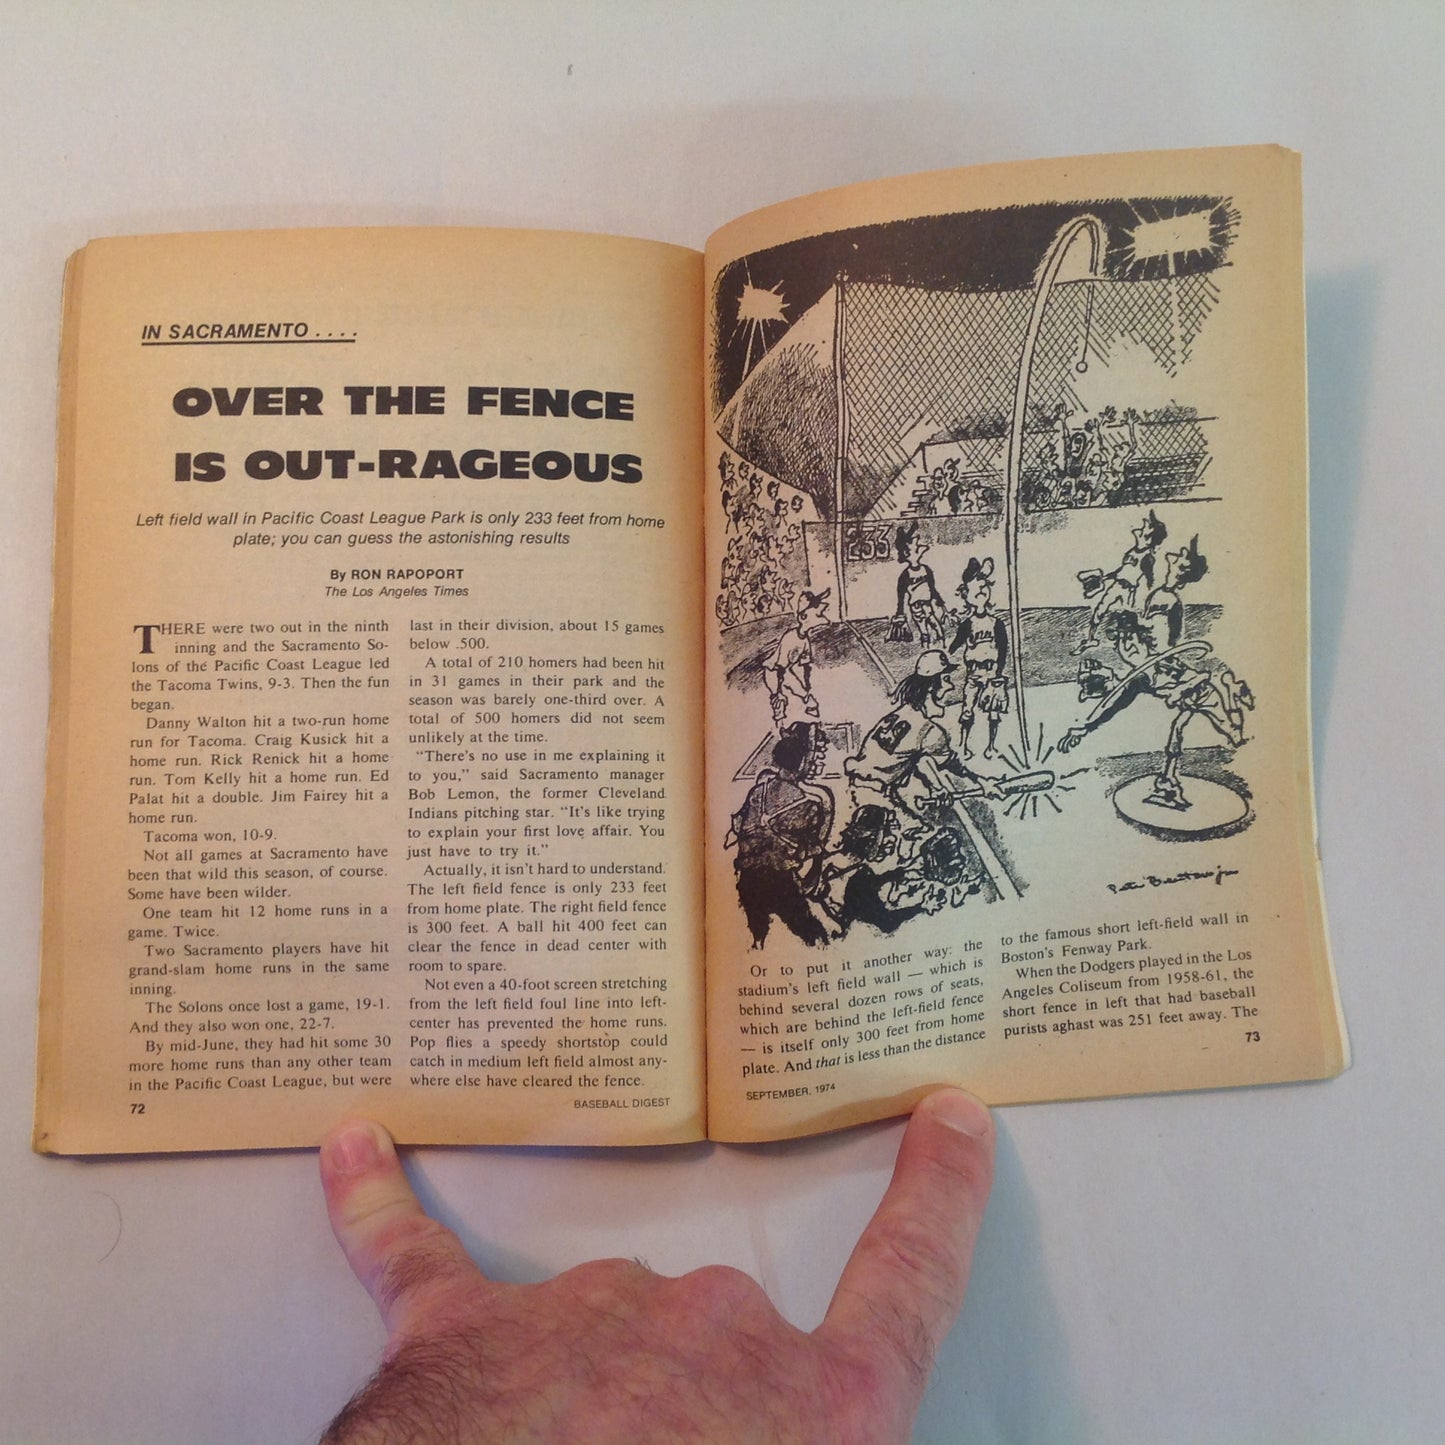 IN SACRAMENTO . . . .
OVER THE FENCE
IS OUT-RAGEOUS
Left field wall in Pacific Coast League Park is only 233 feet from home
plate; you can guess the astonishing results
By RON RAPOPORT
The Los Angeles Times
THERE were two out in the ninth
inning and the Sacramento So-
lons of the Pacific Coast League led
the Tacoma Twins, 9-3. Then the fun
began.
Danny Walton hit a two-run home
run for Tacoma. Craig Kusick hit a
home run. Rick Renick hit a home
run. Tom Kelly hit a home run. Ed
Palat hit a double. Jim Fairey hit a
home run.
Tacoma won, 10-9.
Not all games at Sacramento have
been that wild this season, of course.
Some have been wilder.
One team hit 12 home runs in a
game. Twice.
Two Sacramento players have hit
grand-slam home runs in the same
inning.
The Solons once lost a game, 19-1.
And they also won one, 22-7.
By mid-June, they had hit some 30
more home runs than any other team
in the Pacific Coast League, but were
last in their division, about 15 games
below .500.
A total of 210 homers had been hit
in 31 games in their park and the
season was barely one-third over. A
total of 500 homers did not seem
unlikely at the time.
"There's no use in me explaining it
to you," said Sacramento manager
Bob Lemon, the former Cleveland
Indians pitching star. "It's like trying
to explain your first love affair. You
just have to try it."
Actually, it isn't hard to understand.
The left field fence is only 233 feet
from home plate. The right field fence
is 300 feet. A ball hit 400 feet can
clear the fence in dead center with
room to spare.
Not even a 40-foot screen stretching
from the left field foul line into left-
center has prevented the home runs.
Pop flies a speedy shortstop could
catch in medium left field almost any-
where else have cleared the fence.
72
BASEBALL DIGEST
233
Or to put it another way: the
stadium's left field wall — which is
behind several dozen rows of seats,
which are behind the left-field fence
— is itself only 300 feet from home
plate. And that is less than the distance
to the famous short left-field wall in
Boston's Fenway Park.
When the Dodgers played in the Los
Angeles Coliseum from 1958-61, the
short fence in left that had baseball
purists aghast was 251 feet away. The
SEPTEMBER, 1974
73